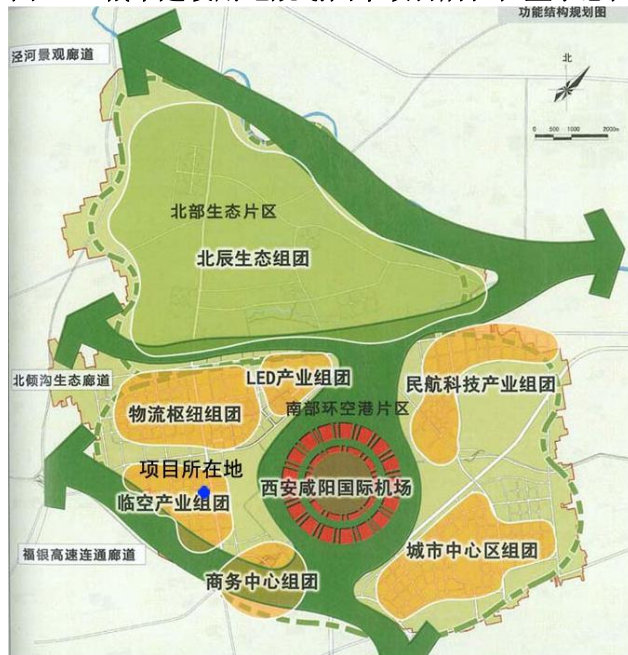 功能结构规划图
泾河景观廊道
北
0 500 1000 2000m
北部生态片区
北辰生态组团
北倾沟生态廊道
LED产业组团
民航科技产业组团
物流枢纽组团
南部环空港片区
项目所在地
西安咸阳国际机场
临空产业组团
福银高速连通廊道
城市中心区组团
商务中心组团